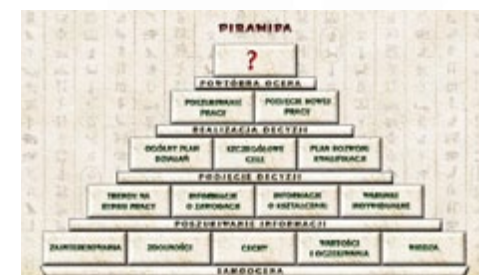 PIRAMIDA
?
POWTÓRNA OCENA
POSZUKIWANIE PRACY
PODJĘCIE NOWEJ PRACY
REALIZACJA DECYZJI
OGÓLNY PLAN DZIAŁAŃ
SZCZEGÓŁOWE CELE
PLAN ROZWOJU KWALIFIKACJI
PODJĘCIE DECYZJI
TRENDY NA RYNKU PRACY
INFORMACJE O ZAWODACH
INFORMACJE O KSZTAŁCENIU
WARUNKI INDYWIDUALNE
POSZUKIWANIE INFORMACJI
ZAINTERESOWANIA
ZDOLNOŚCI
CECHY
WARTOŚCI I OCZEKIWANIA
WIEDZA
SAMOOCENA